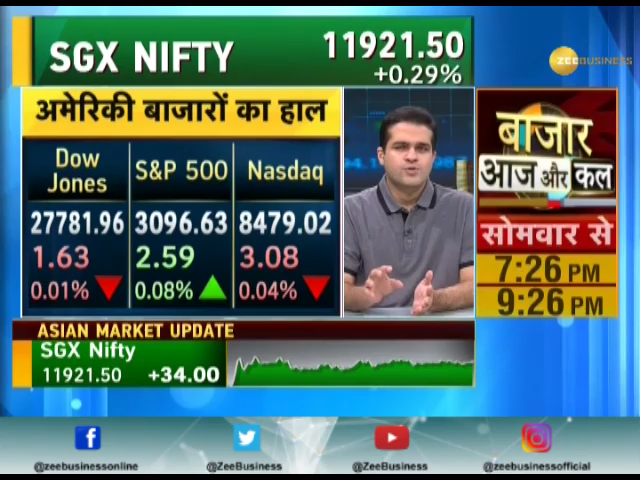 SGX NIFTY
11921.50
+0.29%
ZEEBUSINESS
अमेरिकी बाजारों का हाल
Dow Jones
S&P 500
Nasdaq
27781.96
3096.63
8479.02
1.63
2.59
3.08
0.01%
0.08%
0.04%
बाजार
आज और कल
सोमवार से
7:26 PM
9:26 PM
ASIAN MARKET UPDATE
SGX Nifty
11921.50
+34.00
@zeebusinessonline
@ZeeBusiness
@ZeeBusiness
@zeebusinessofficial